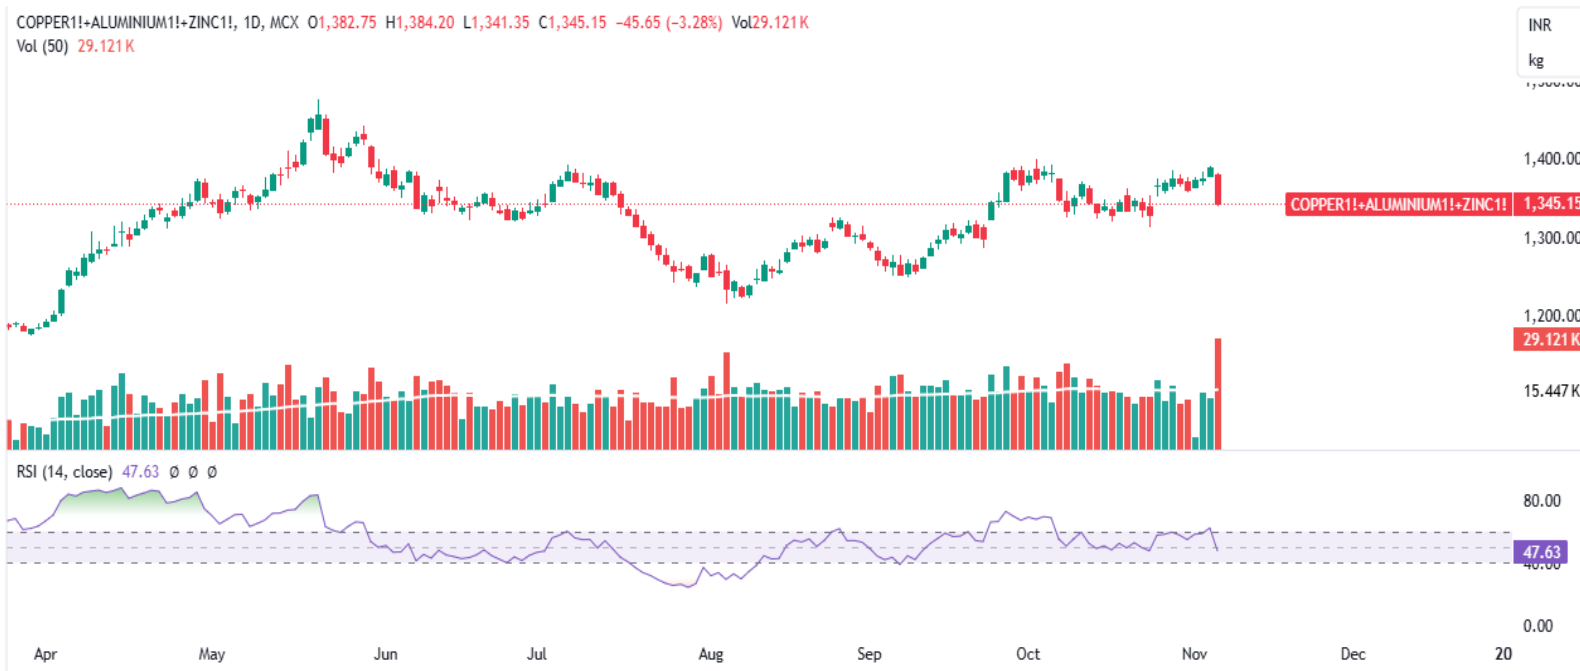 COPPER1!+ALUMINIUM1!+ZINC1!, 1D, MCX O1,382.75 H1,384.20 L1,341.35 C1,345.15 −45.65 (−3.28%) Vol29.121 K
INR
Vol (50) 29.121 K
kg
1,400.00
COPPER1!+ALUMINIUM1!+ZINC1! 1,345.15
1,300.00
1,200.00
29.121 K
15.447 K
RSI (14, close) 47.63 Ø Ø Ø
80.00
47.63
40.00
0.00
Apr May Jun Jul Aug Sep Oct Nov Dec 20